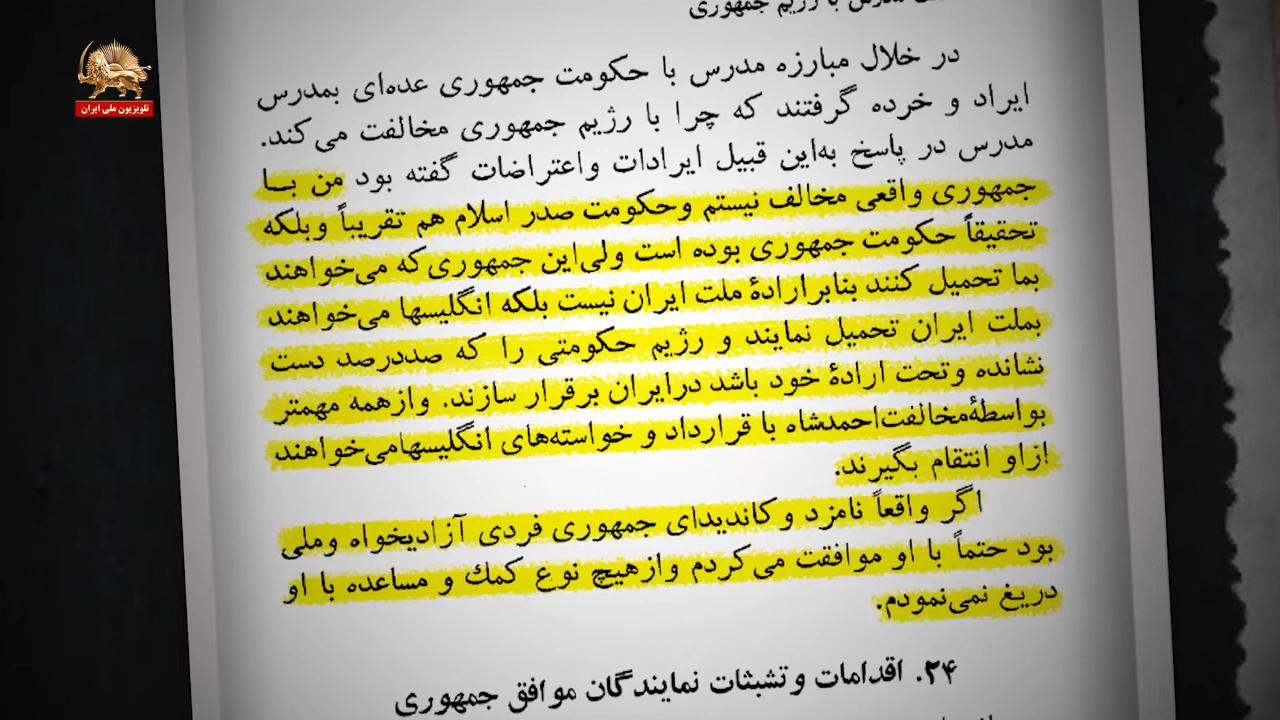 تلویزیون ملی ایران
مدرس با رژیم جمهوری
در خلال مبارزه مدرس با حکومت جمهوری عده‌ای بمدرس
ایراد و خرده گرفتند که چرا با رژیم جمهوری مخالفت می‌کند.
مدرس در پاسخ به‌این قبیل ایرادات واعتراضات گفته بود من بـا
جمهوری واقعی مخالف نیستم وحکومت صدر اسلام هم تقریباً وبلکه
تحقیقاً حکومت جمهوری بوده است ولی‌این جمهوری‌که می‌خواهند
بما تحمیل کنند بنابرارادهٔ ملت ایران نیست بلکه انگلیسها می‌خواهند
بملت ایران تحمیل نمایند و رژیم حکومتی را که صددرصد دست
نشانده وتحت ارادهٔ خود باشد درایران برقرار سازند. وازهمه مهمتر
بواسطهٔ‌مخالفت‌احمدشاه با قرارداد و خواسته‌های انگلیسهامی‌خواهند
ازاو انتقام بگیرند.
اگر واقعاً نامزد وکاندیدای جمهوری فردی آزادیخواه وملی
بود حتماً با او موافقت می‌کردم وازهیچ نوع کمك و مساعده با او
دریغ نمی‌نمودم.
۲۴. اقدامات وتشبثات نمایندگان موافق جمهوری